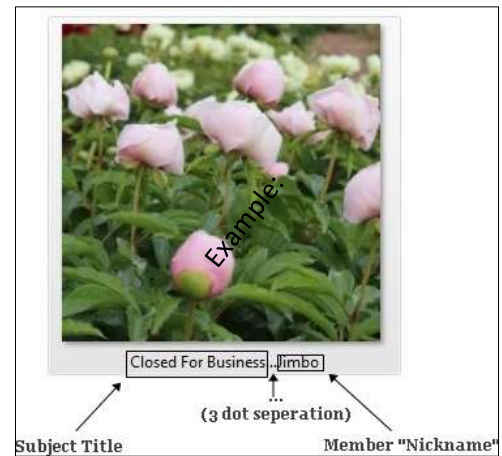 Example:
Closed For Business...Jimbo
...
(3 dot seperation)
Subject Title
Member "Nickname"